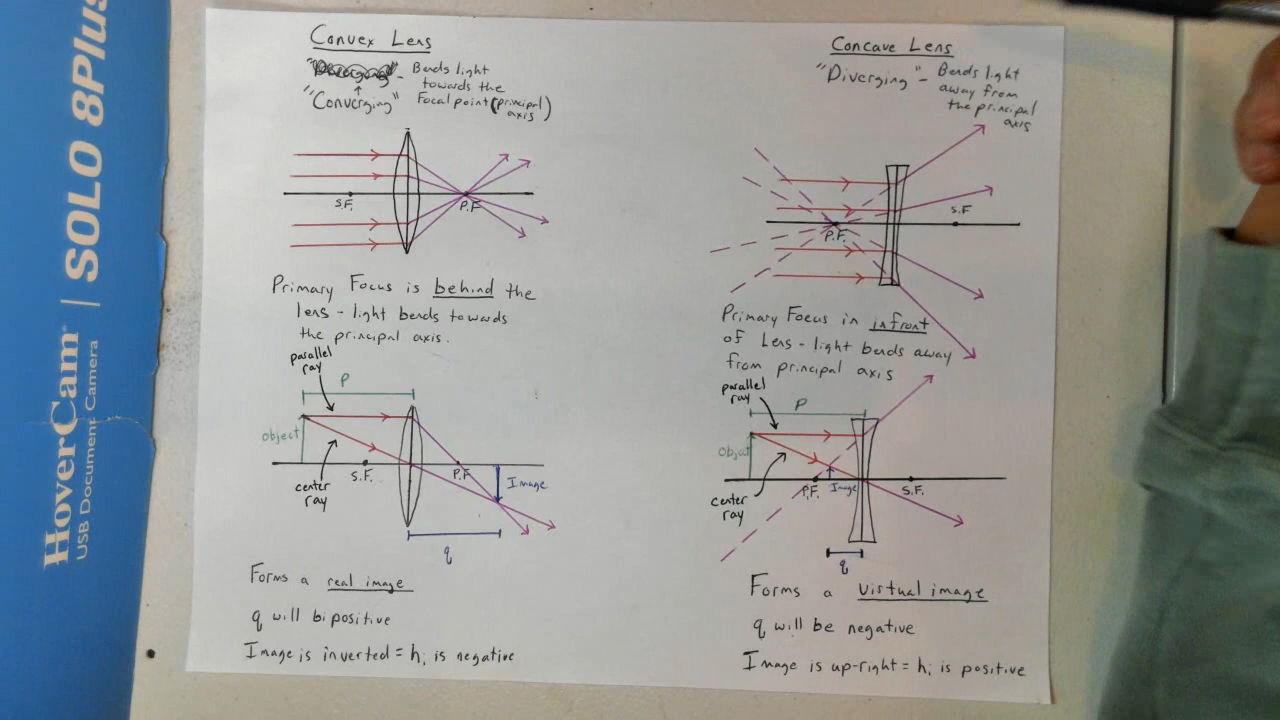 HoverCam | SOLO 8Plus
USB Document Camera
Convex Lens
"Converging"
- Bends light
towards the
Focal point (principal
axis)
S.F.
P.F
Primary Focus is behind the
lens - light bends towards
the principal axis.
parallel
ray
P
object
S.F.
P.F
Image
center
ray
q
Forms a real image
q will bi positive
Image is inverted = hi is negative
Concave Lens
"Diverging" - Bends light
away from
the principal
axis
P.F.
S.F
Primary Focus in infront
of Lens - light bends away
from principal axis
parallel
ray
P
Object
P.F.
Image
S.F.
center
ray
q
Forms a virtual image
q will be negative
Image is up-right = hi is positive